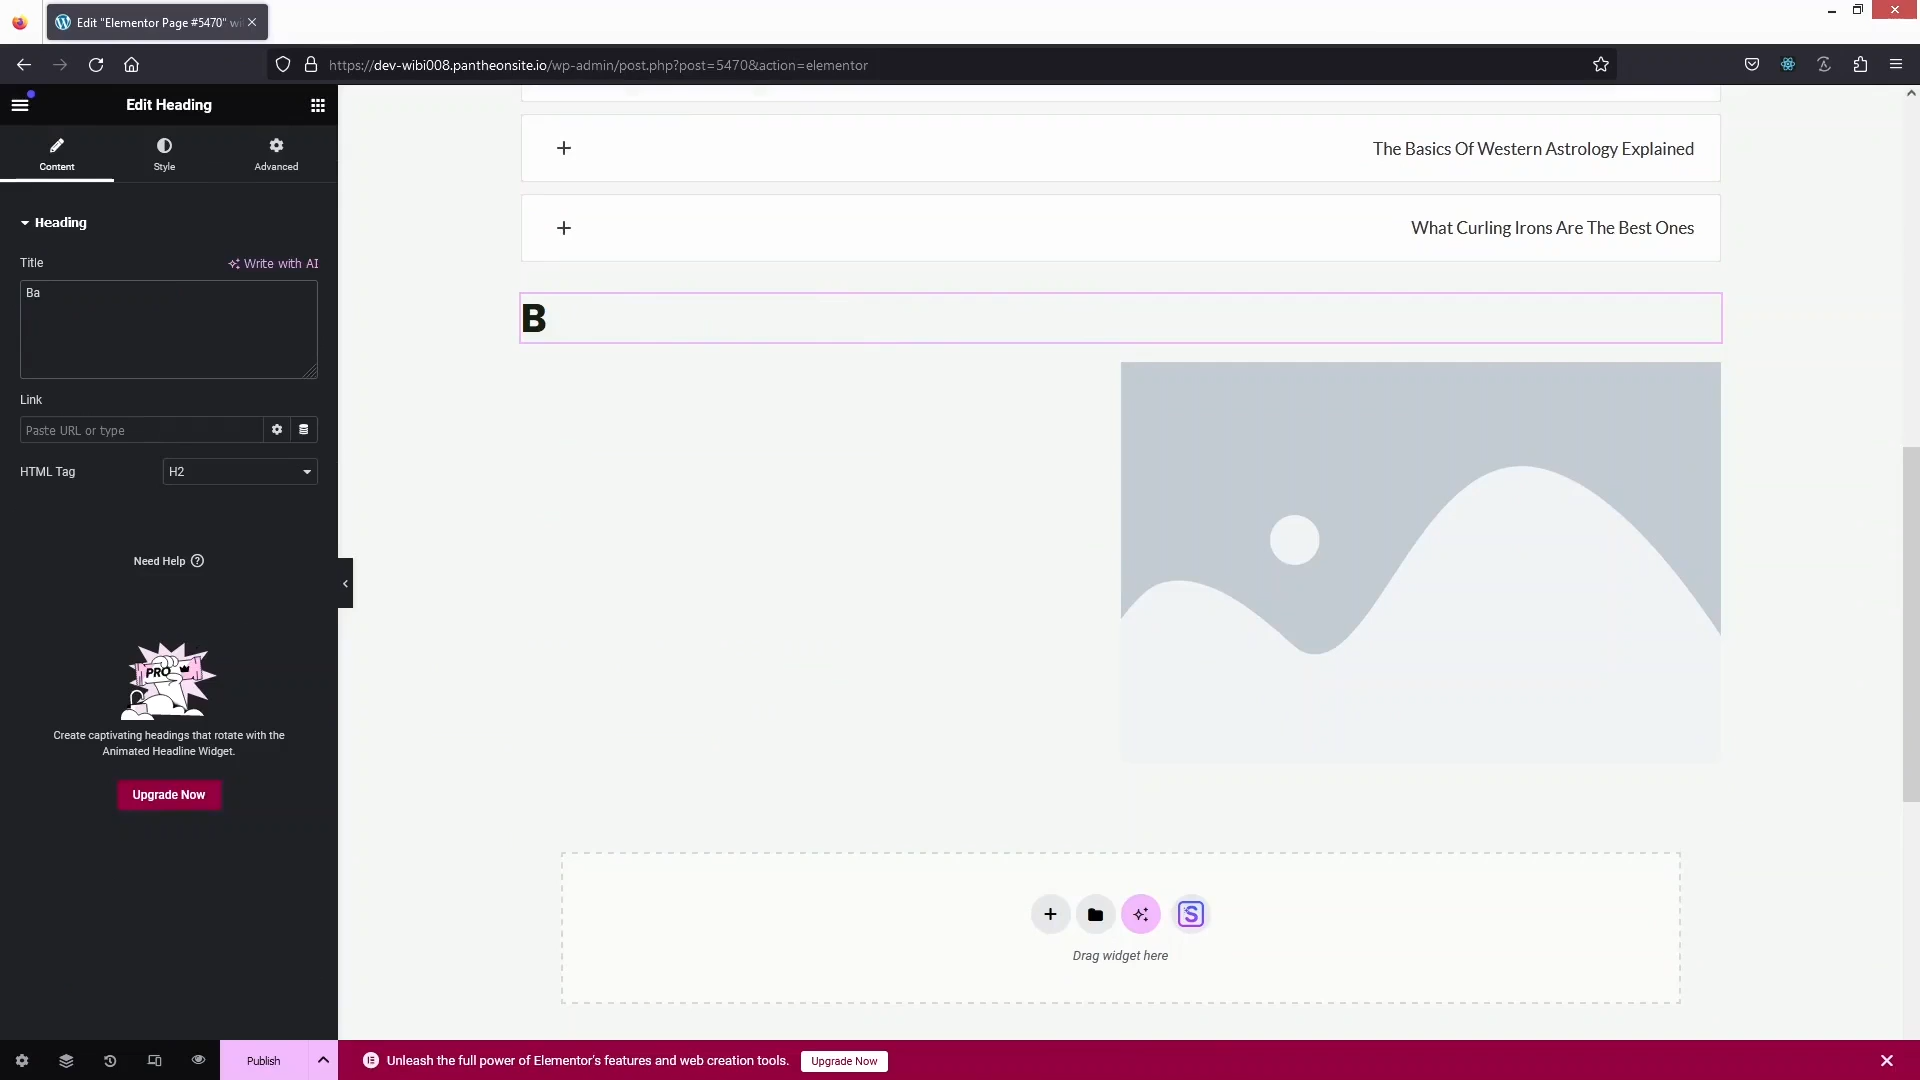 Edit "Elementor Page #5470" wi
https://dev-wibi008.pantheonsite.io/wp-admin/post.php?post=5470&action=elementor
Edit Heading
Content
Style
Advanced
Heading
Title
Write with AI
Ba
Link
Paste URL or type
HTML Tag
H2
Need Help
PRO
Create captivating headings that rotate with the
Animated Headline Widget.
Upgrade Now
Publish
The Basics Of Western Astrology Explained
What Curling Irons Are The Best Ones
B
S
Drag widget here
Unleash the full power of Elementor's features and web creation tools.
Upgrade Now